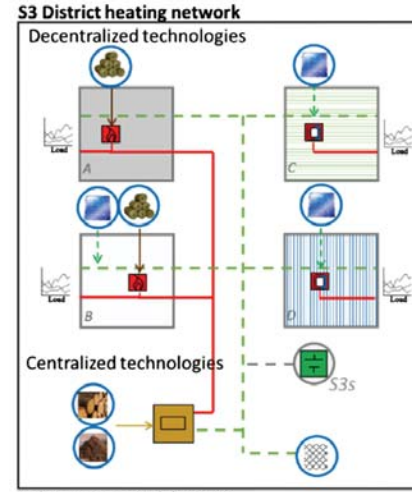 S3 District heating network
Decentralized technologies
Load
A
Load
C
Load
B
Load
D
Centralized technologies
S3s